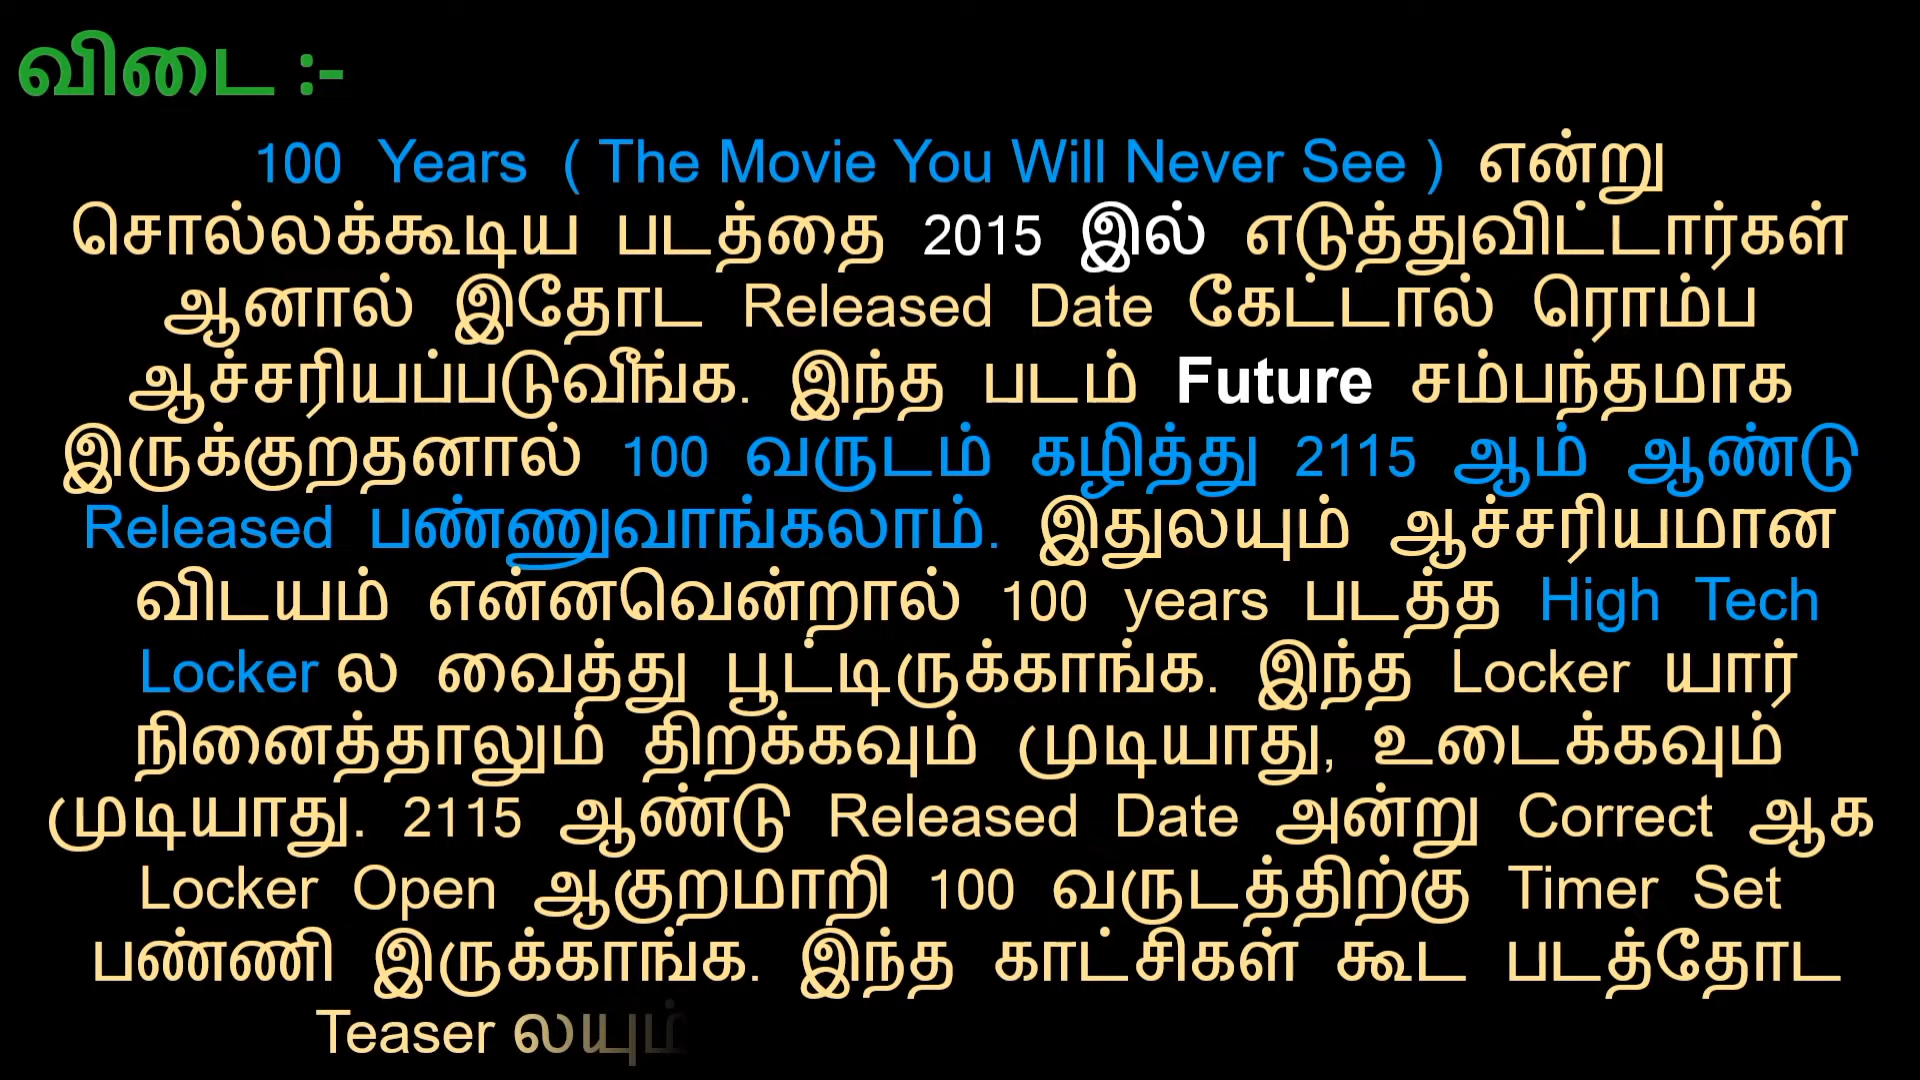 விடை :-
100 Years ( The Movie You Will Never See ) என்று
சொல்லக்கூடிய படத்தை 2015 இல் எடுத்துவிட்டார்கள்
ஆனால் இதோட Released Date கேட்டால் ரொம்ப
ஆச்சரியப்படுவீங்க. இந்த படம் Future சம்பந்தமாக
இருக்குறதனால் 100 வருடம் கழித்து 2115 ஆம் ஆண்டு
Released பண்ணுவாங்கலாம். இதுலயும் ஆச்சரியமான
விடயம் என்னவென்றால் 100 years படத்த High Tech
Locker ல வைத்து பூட்டிருக்காங்க. இந்த Locker யார்
நினைத்தாலும் திறக்கவும் முடியாது, உடைக்கவும்
முடியாது. 2115 ஆண்டு Released Date அன்று Correct ஆக
Locker Open ஆகுறமாறி 100 வருடத்திற்கு Timer Set
பண்ணி இருக்காங்க. இந்த காட்சிகள் கூட படத்தோட
Teaser லயும்